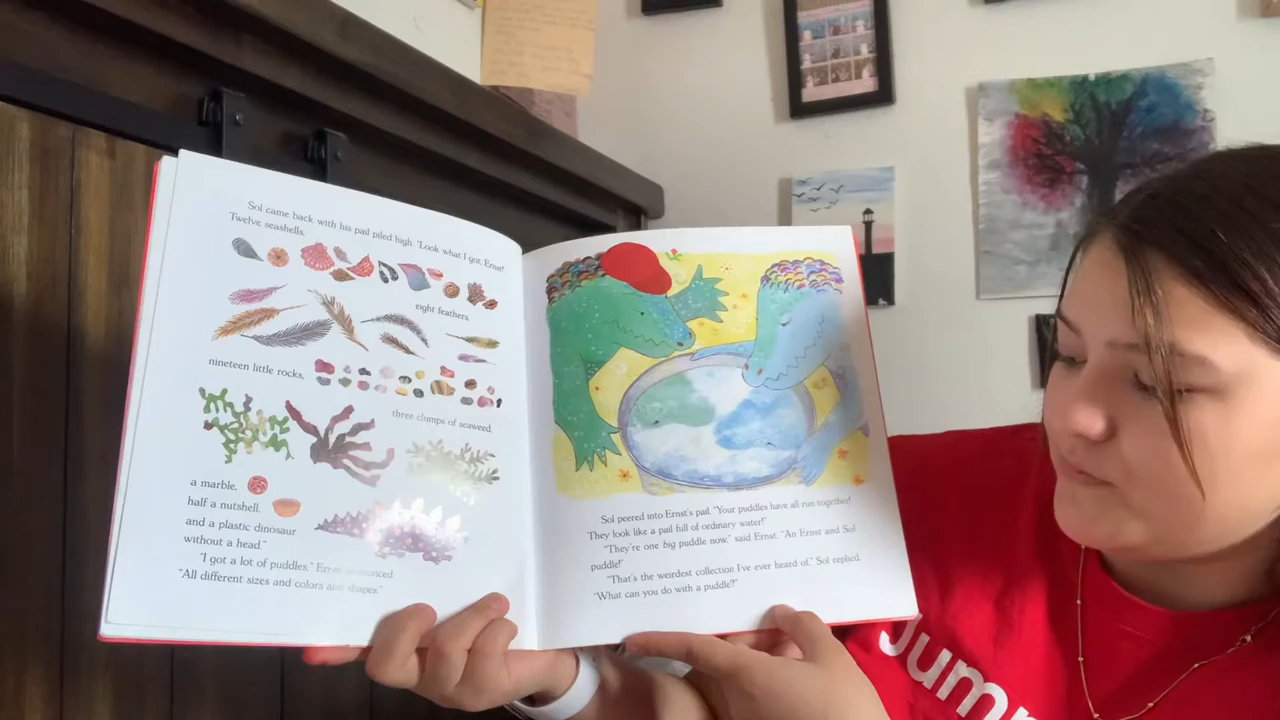 Sol came back with his pail piled high. "Look what I got, Ernst!
Twelve seashells,
eight feathers,
nineteen little rocks,
three clumps of seaweed,
a marble,
half a nutshell,
and a plastic dinosaur
without a head."
"I got a lot of puddles," Ernst announced.
"All different sizes and colors and shapes."
Sol peered into Ernst's pail. "Your puddles have all run together!
They look like a pail full of ordinary water!"
"They're one big puddle now," said Ernst. "An Ernst and Sol
puddle!"
"That's the weirdest collection I've ever heard of," Sol replied.
"What can you do with a puddle?"
Jump